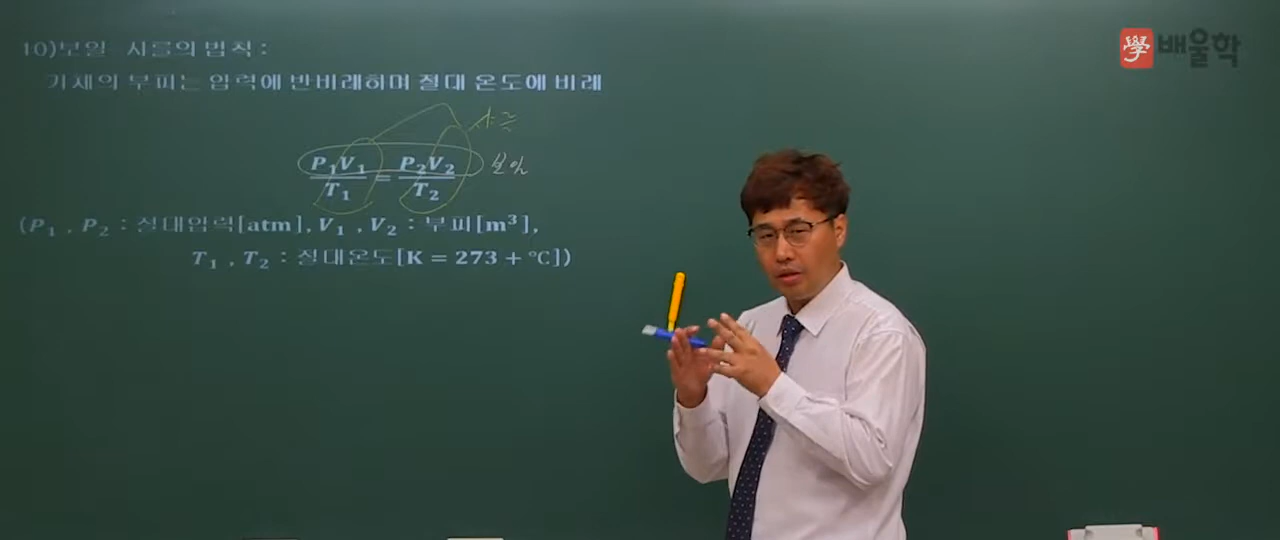 10)보일 샤를의 법칙 :
기체의 부피는 압력에 반비례하며 절대 온도에 비례
샤를
P₁V₁/T₁ = P₂V₂/T₂ 보일
(P₁ , P₂ : 절대압력[atm], V₁ , V₂ : 부피[m³],
T₁ , T₂ : 절대온도[K = 273 + ℃])
學 배울학